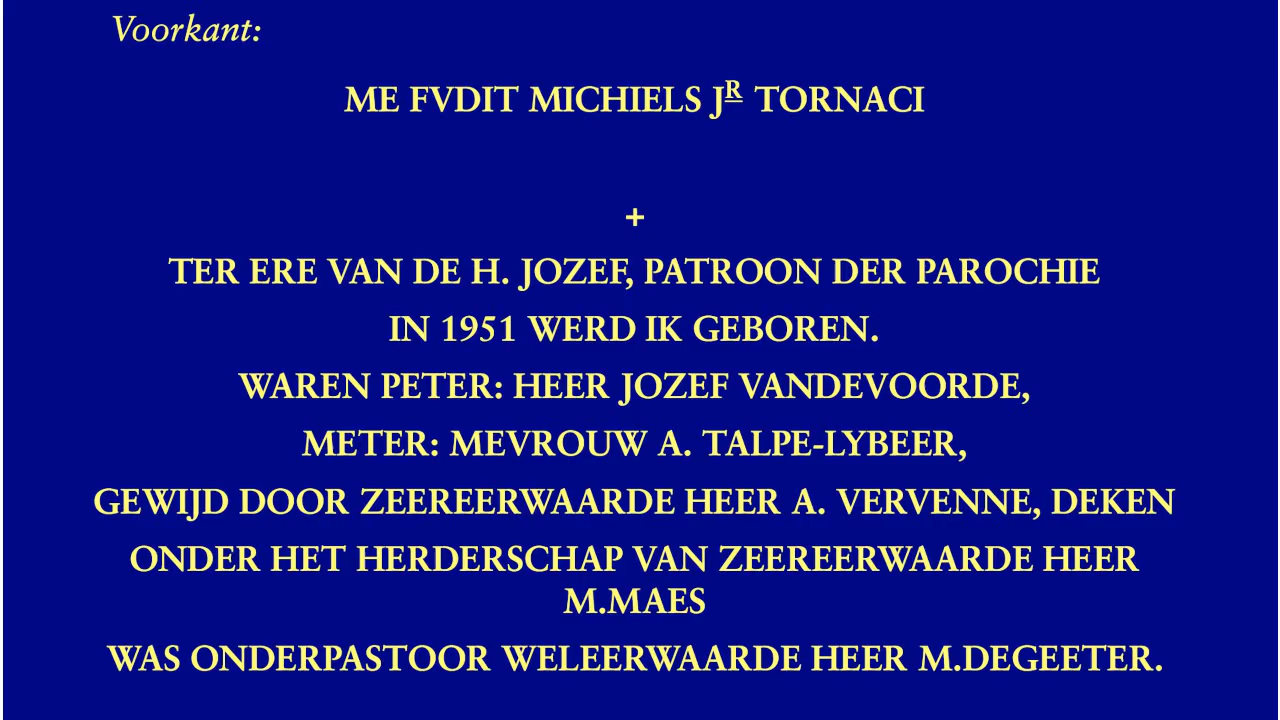 Voorkant:
ME FVDIT MICHIELS JR TORNACI
+
TER ERE VAN DE H. JOZEF, PATROON DER PAROCHIE
IN 1951 WERD IK GEBOREN.
WAREN PETER: HEER JOZEF VANDEVOORDE,
METER: MEVROUW A. TALPE-LYBEER,
GEWIJD DOOR ZEEREERWAARDE HEER A. VERVENNE, DEKEN
ONDER HET HERDERSCHAP VAN ZEEREERWAARDE HEER
M.MAES
WAS ONDERPASTOOR WELEERWAARDE HEER M.DEGEETER.